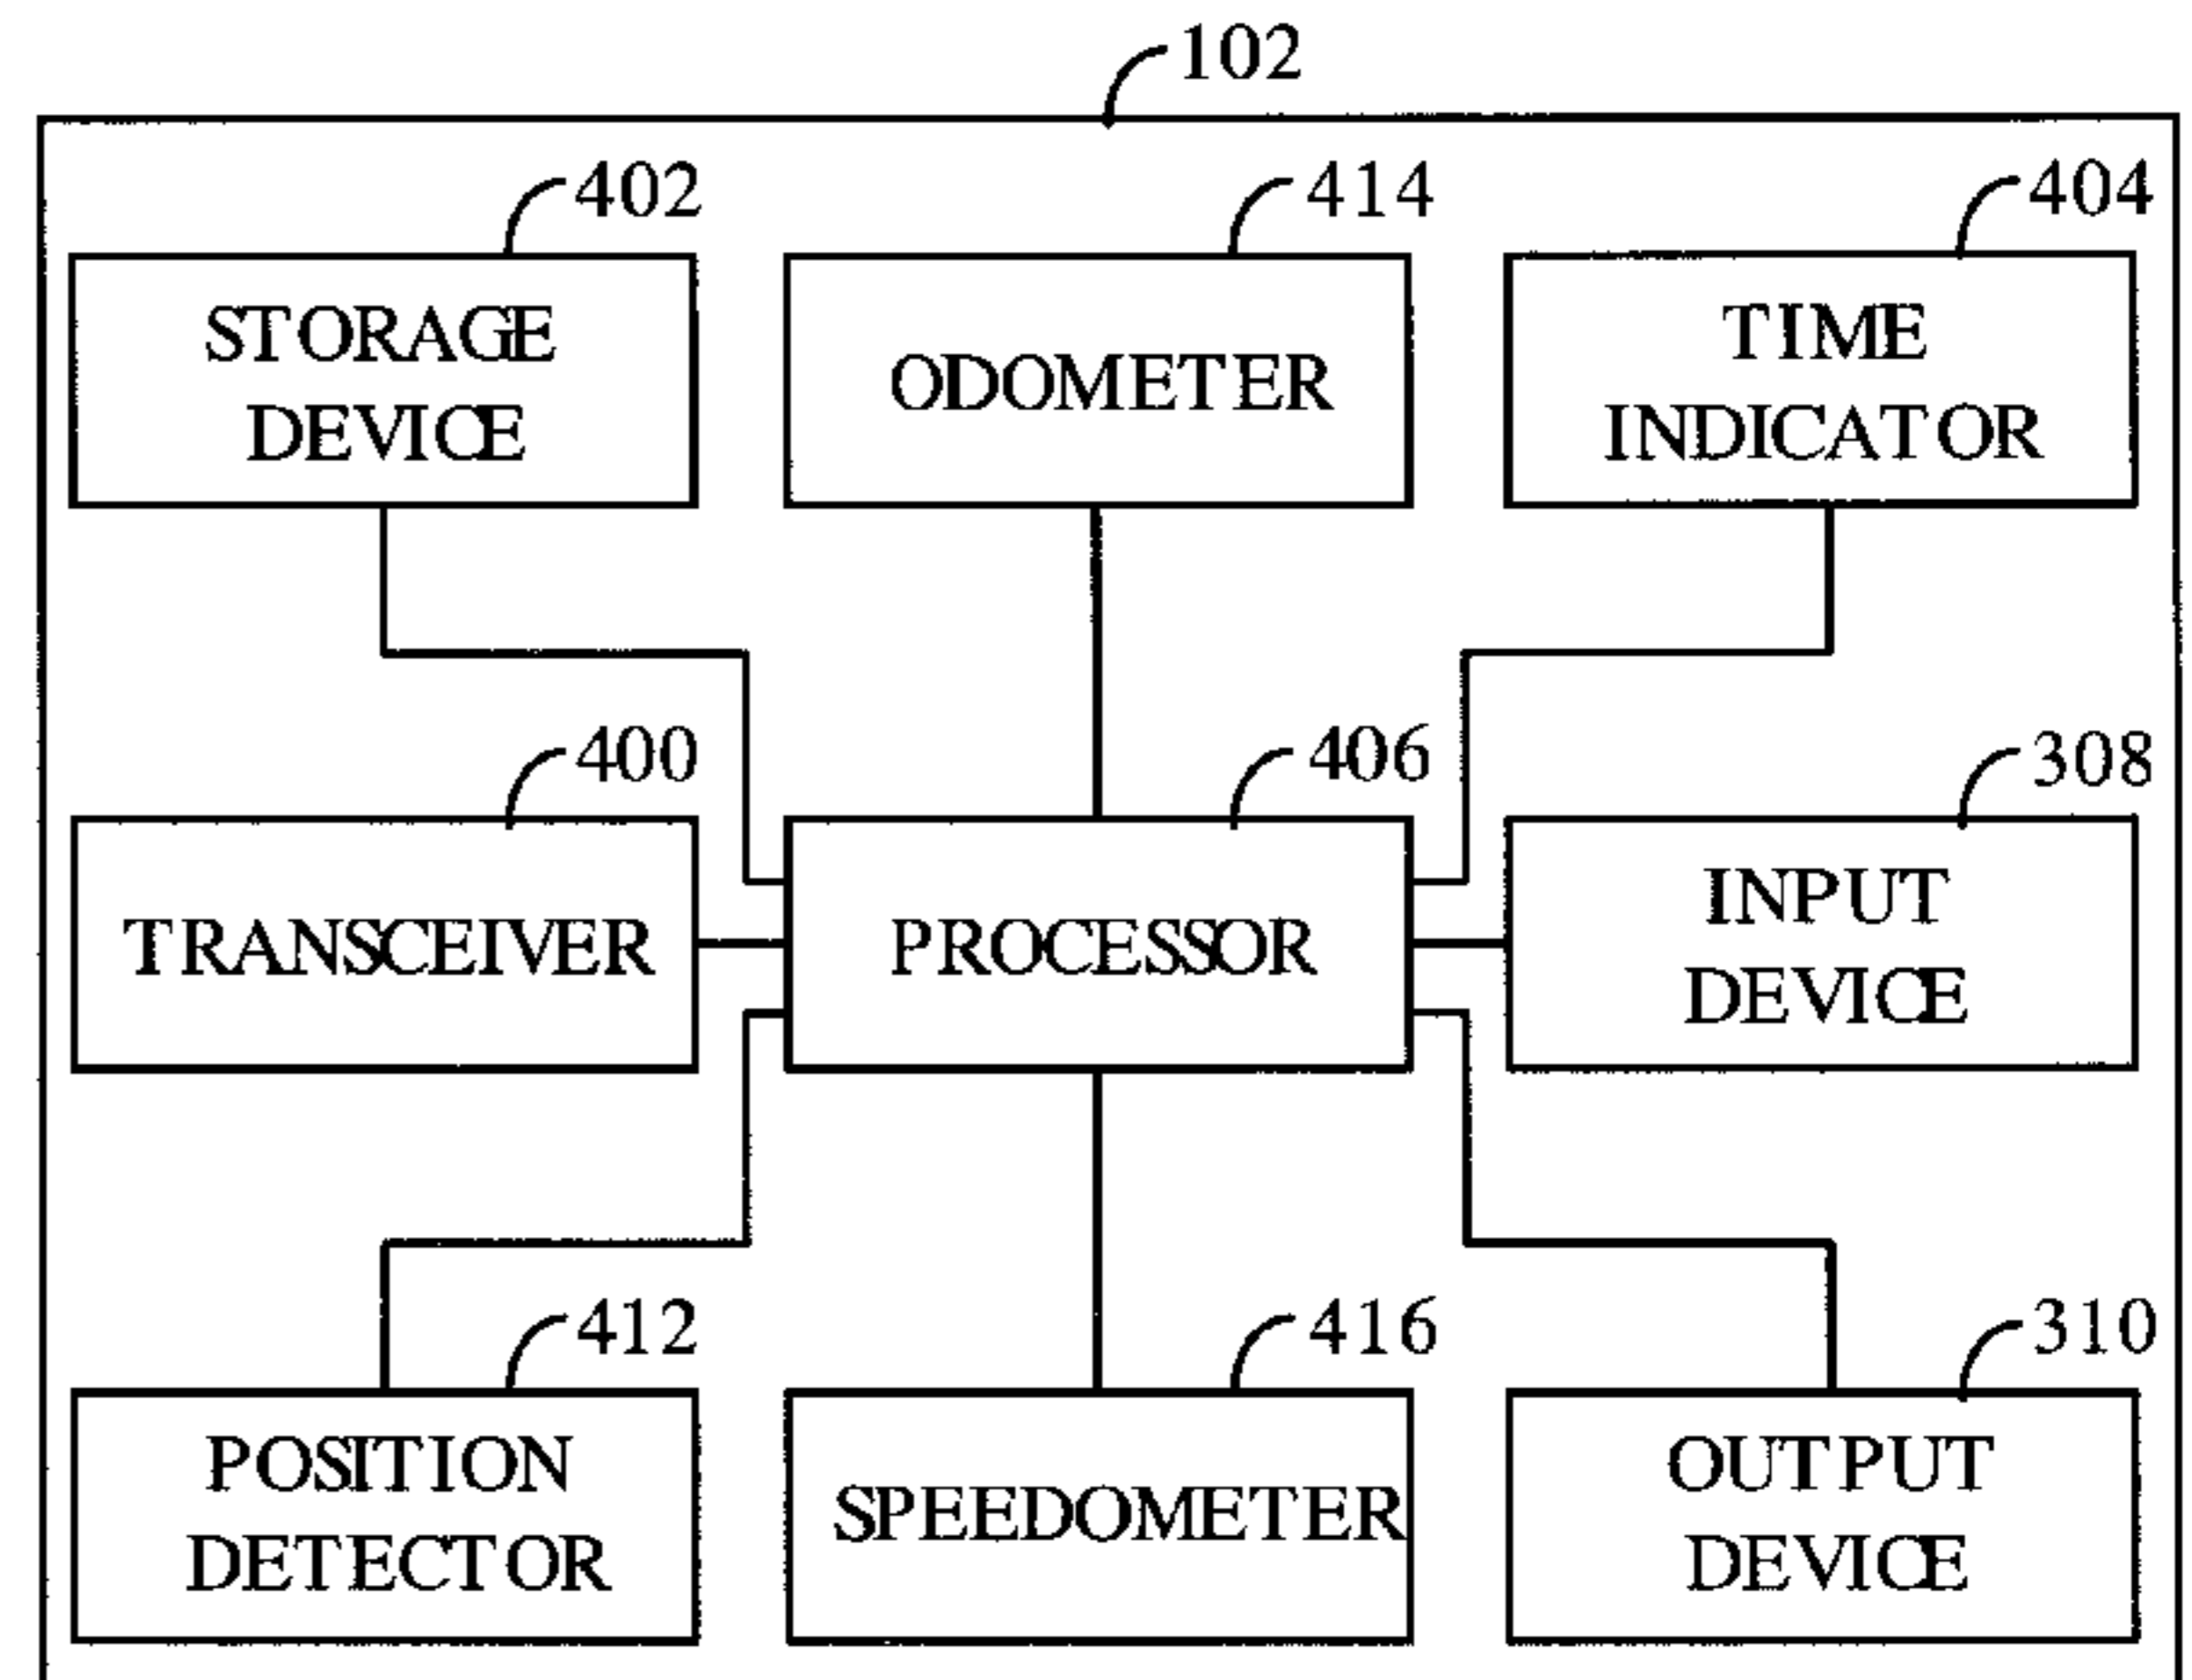 102
402
414
404
STORAGE
DEVICE
ODOMETER
TIME
INDICATOR
400
406
308
TRANSCEIVER
PROCESSOR
INPUT
DEVICE
412
416
310
POSITION
DETECTOR
SPEEDOMETER
OUTPUT
DEVICE